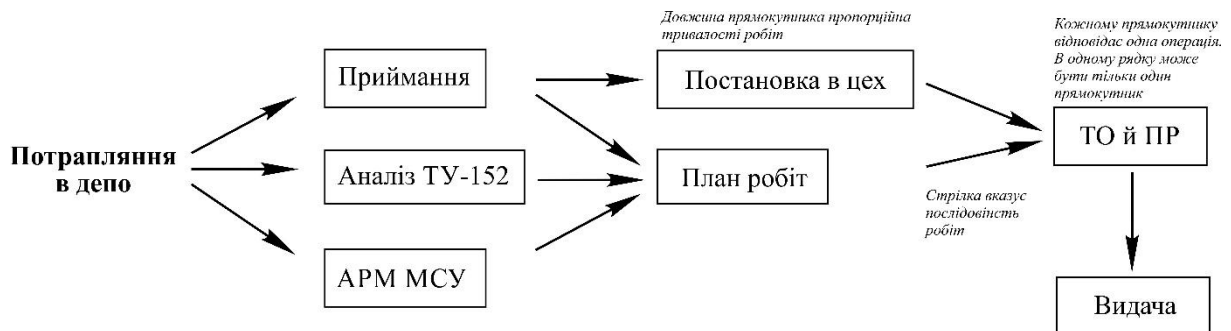 Довжина прямокутника пропорційна
тривалості робіт
Кожному прямокутнику
відповідає одна операція.
В одному рядку може
бути тільки один
прямокутник
Приймання
Постановка в цех
ТО й ПР
Потрапляння
в депо
Аналіз ТУ-152
План робіт
Стрілка вказує
послідовінсть
робіт
АРМ МСУ
Видача